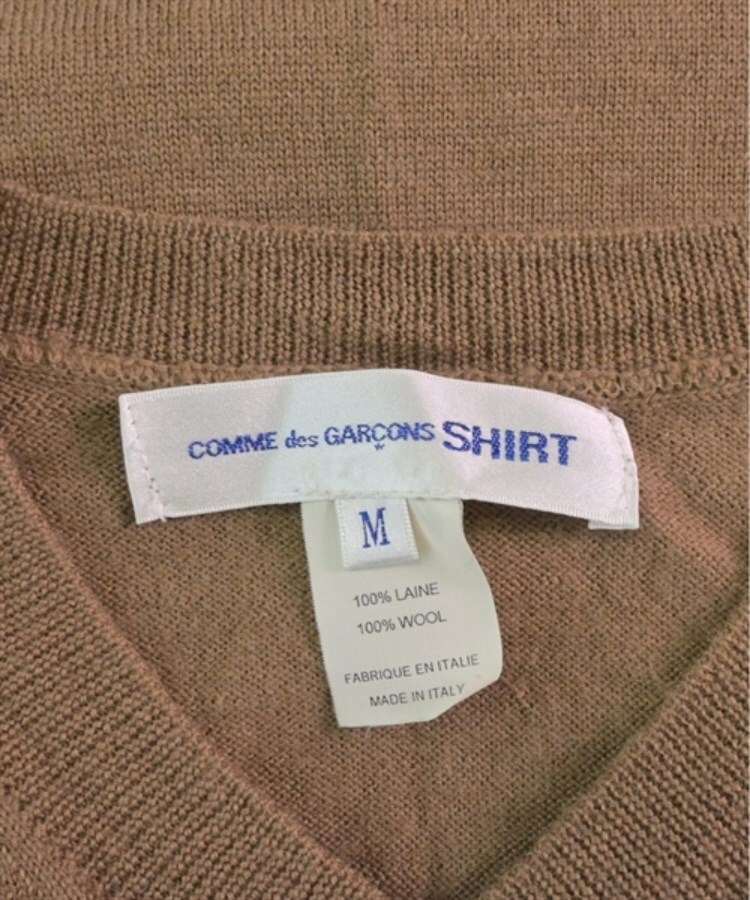 COMME des GARÇONS SHIRT
M
100% LAINE
100% WOOL
FABRIQUE EN ITALIE
MADE IN ITALY